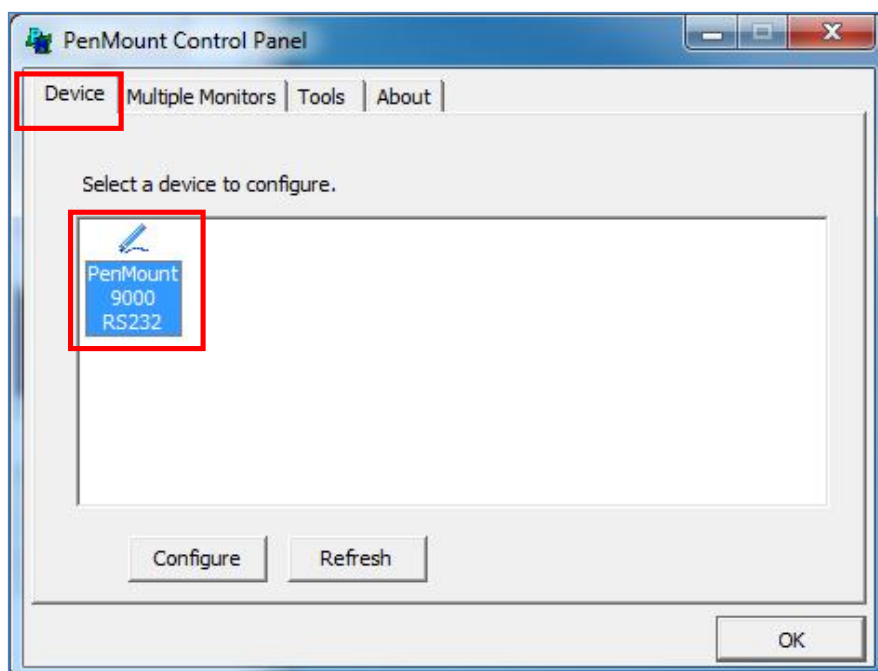 PenMount Control Panel
Device Multiple Monitors Tools About
Select a device to configure.
PenMount
9000
RS232
Configure Refresh
OK